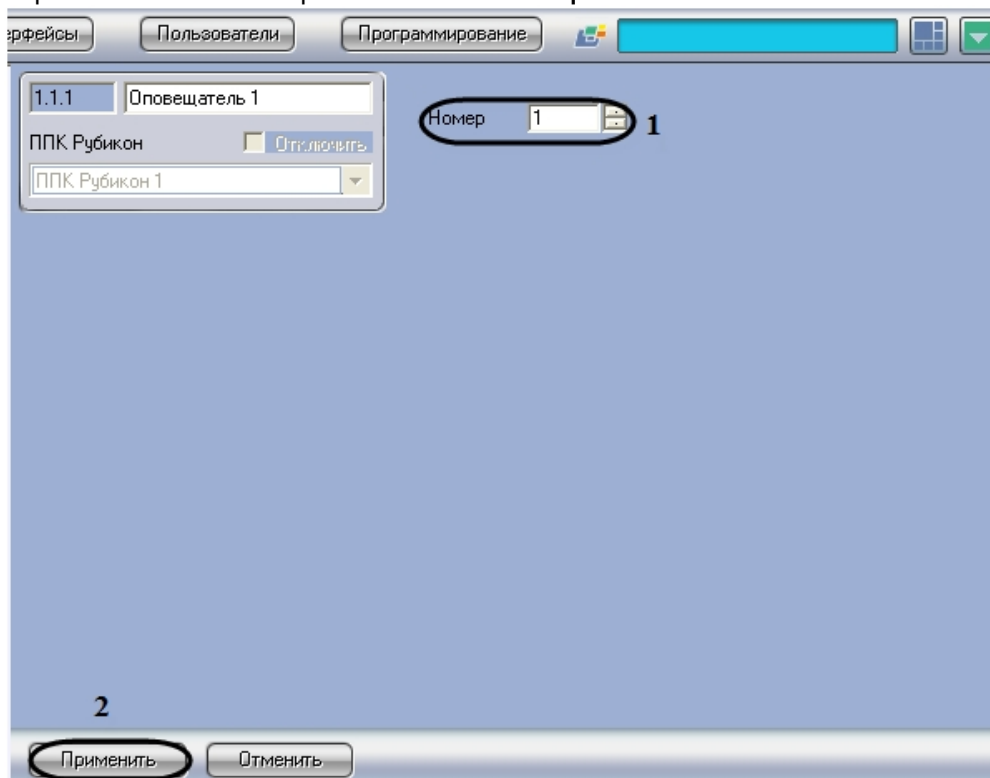 рфейсы Пользователи Программирование
1.1.1 Оповещатель 1
Номер 1 1
ППК Рубикон Отключить
ППК Рубикон 1
2
Применить Отменить